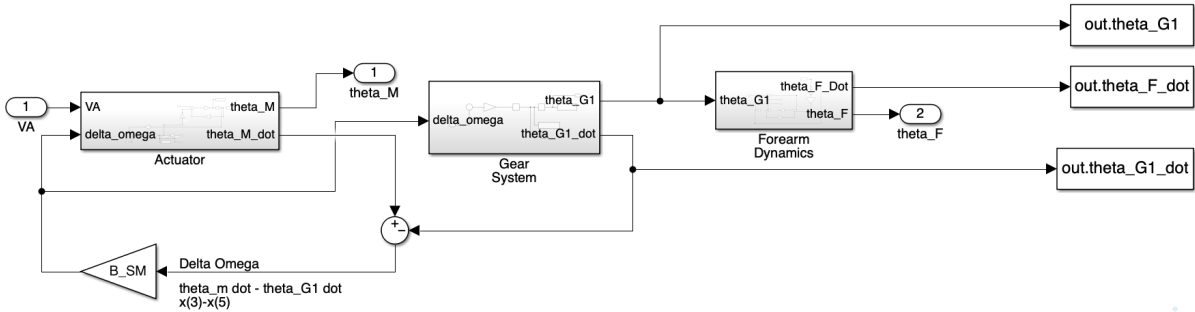 out.theta_G1
1
VA
VA
delta_omega
theta_M
theta_M_dot
Actuator
1
theta_M
delta_omega
theta_G1
theta_G1_dot
Gear
System
theta_G1
theta_F_Dot
theta_F
Forearm
Dynamics
out.theta_F_dot
2
theta_F
out.theta_G1_dot
+
−
B_SM
Delta Omega
theta_m dot - theta_G1 dot
x(3)-x(5)